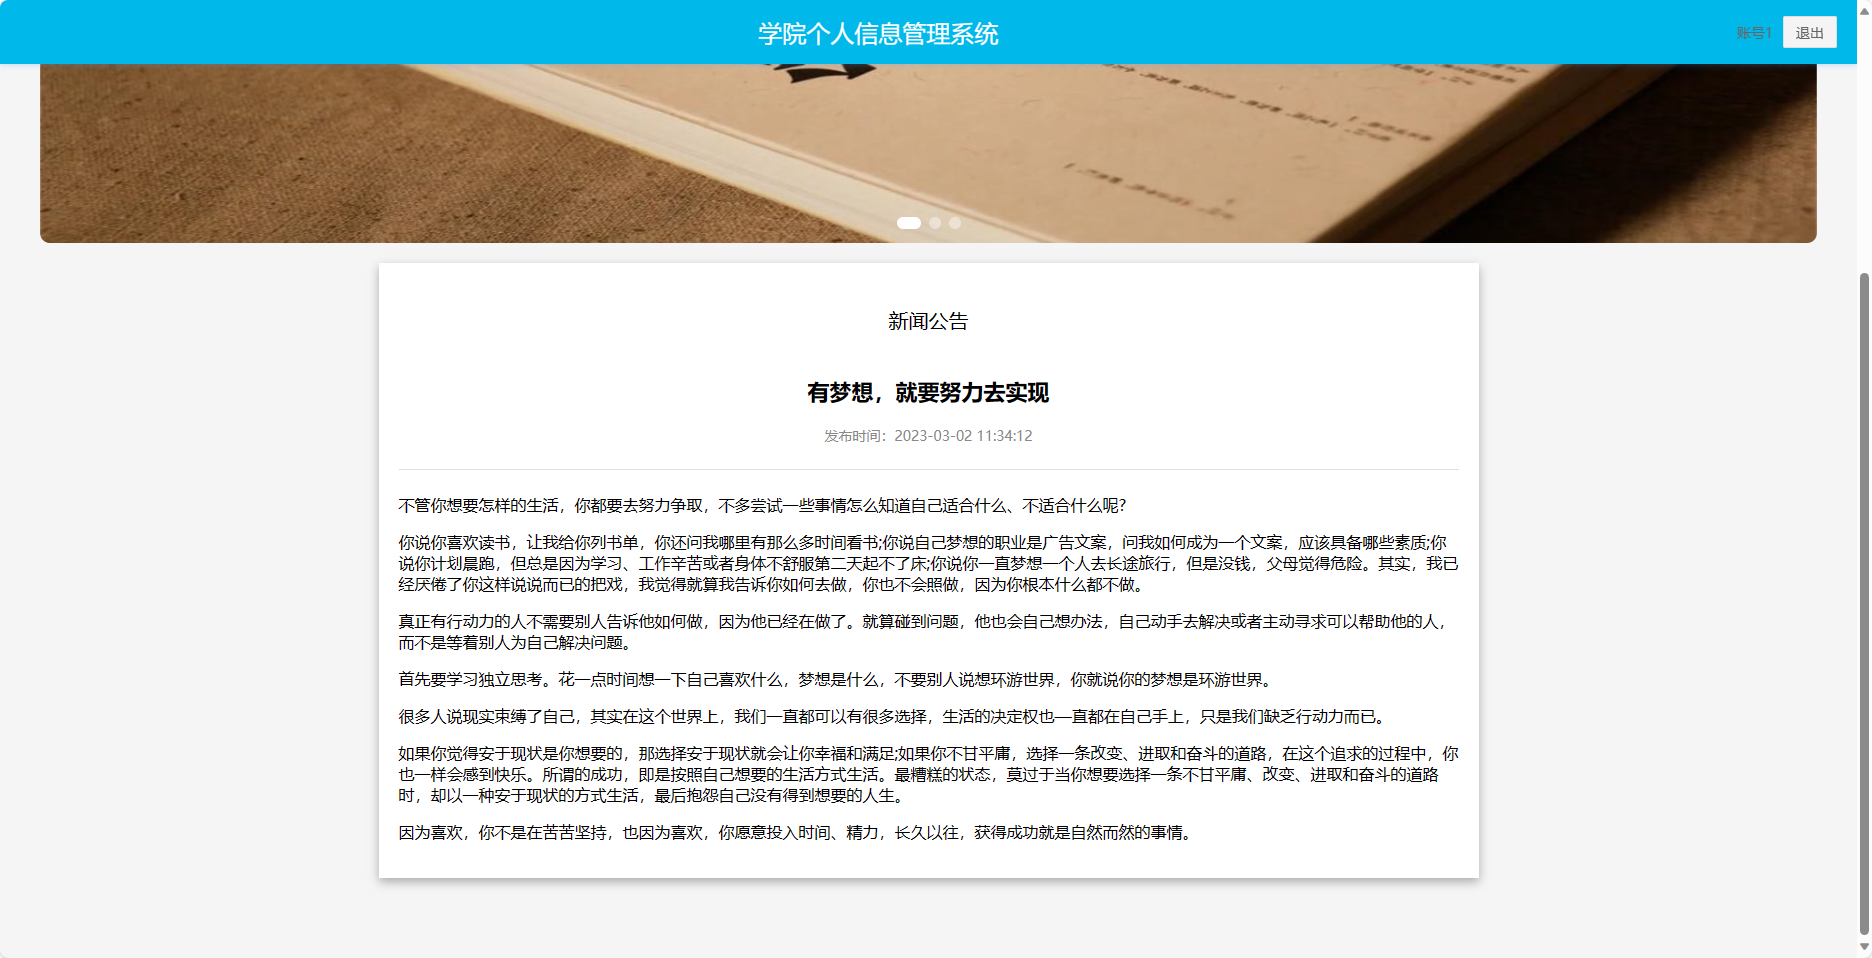 学院个人信息管理系统
账号1
退出
新闻公告
有梦想，就要努力去实现
发布时间：2023-03-02 11:34:12
不管你想要怎样的生活，你都要去努力争取，不多尝试一些事情怎么知道自己适合什么、不适合什么呢?
你说你喜欢读书，让我给你列书单，你还问我哪里有那么多时间看书;你说自己梦想的职业是广告文案，问我如何成为一个文案，应该具备哪些素质;你
说你计划晨跑，但总是因为学习、工作辛苦或者身体不舒服第二天起不了床;你说你一直梦想一个人去长途旅行，但是没钱，父母觉得危险。其实，我已
经厌倦了你这样说说而已的把戏，我觉得就算我告诉你如何去做，你也不会照做，因为你根本什么都不做。
真正有行动力的人不需要别人告诉他如何做，因为他已经在做了。就算碰到问题，他也会自己想办法，自己动手去解决或者主动寻求可以帮助他的人，
而不是等着别人为自己解决问题。
首先要学习独立思考。花一点时间想一下自己喜欢什么，梦想是什么，不要别人说想环游世界，你就说你的梦想是环游世界。
很多人说现实束缚了自己，其实在这个世界上，我们一直都可以有很多选择，生活的决定权也一直都在自己手上，只是我们缺乏行动力而已。
如果你觉得安于现状是你想要的，那选择安于现状就会让你幸福和满足;如果你不甘平庸，选择一条改变、进取和奋斗的道路，在这个追求的过程中，你
也一样会感到快乐。所谓的成功，即是按照自己想要的生活方式生活。最糟糕的状态，莫过于当你想要选择一条不甘平庸、改变、进取和奋斗的道路
时，却以一种安于现状的方式生活，最后抱怨自己没有得到想要的人生。
因为喜欢，你不是在苦苦坚持，也因为喜欢，你愿意投入时间、精力，长久以往，获得成功就是自然而然的事情。